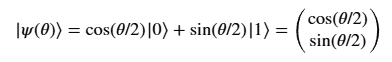 |ψ(θ)⟩ = cos(θ/2)|0⟩ + sin(θ/2)|1⟩ = ( cos(θ/2)
sin(θ/2) )